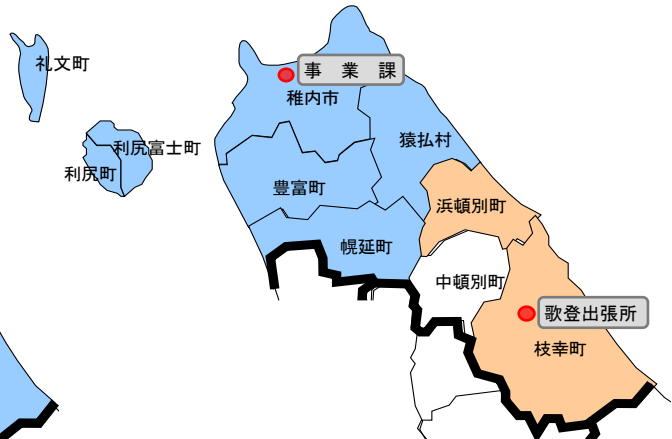 礼文町
事　業　課
稚内市
猿払村
利尻富士町
利尻町
豊富町
浜頓別町
幌延町
中頓別町
歌登出張所
枝幸町